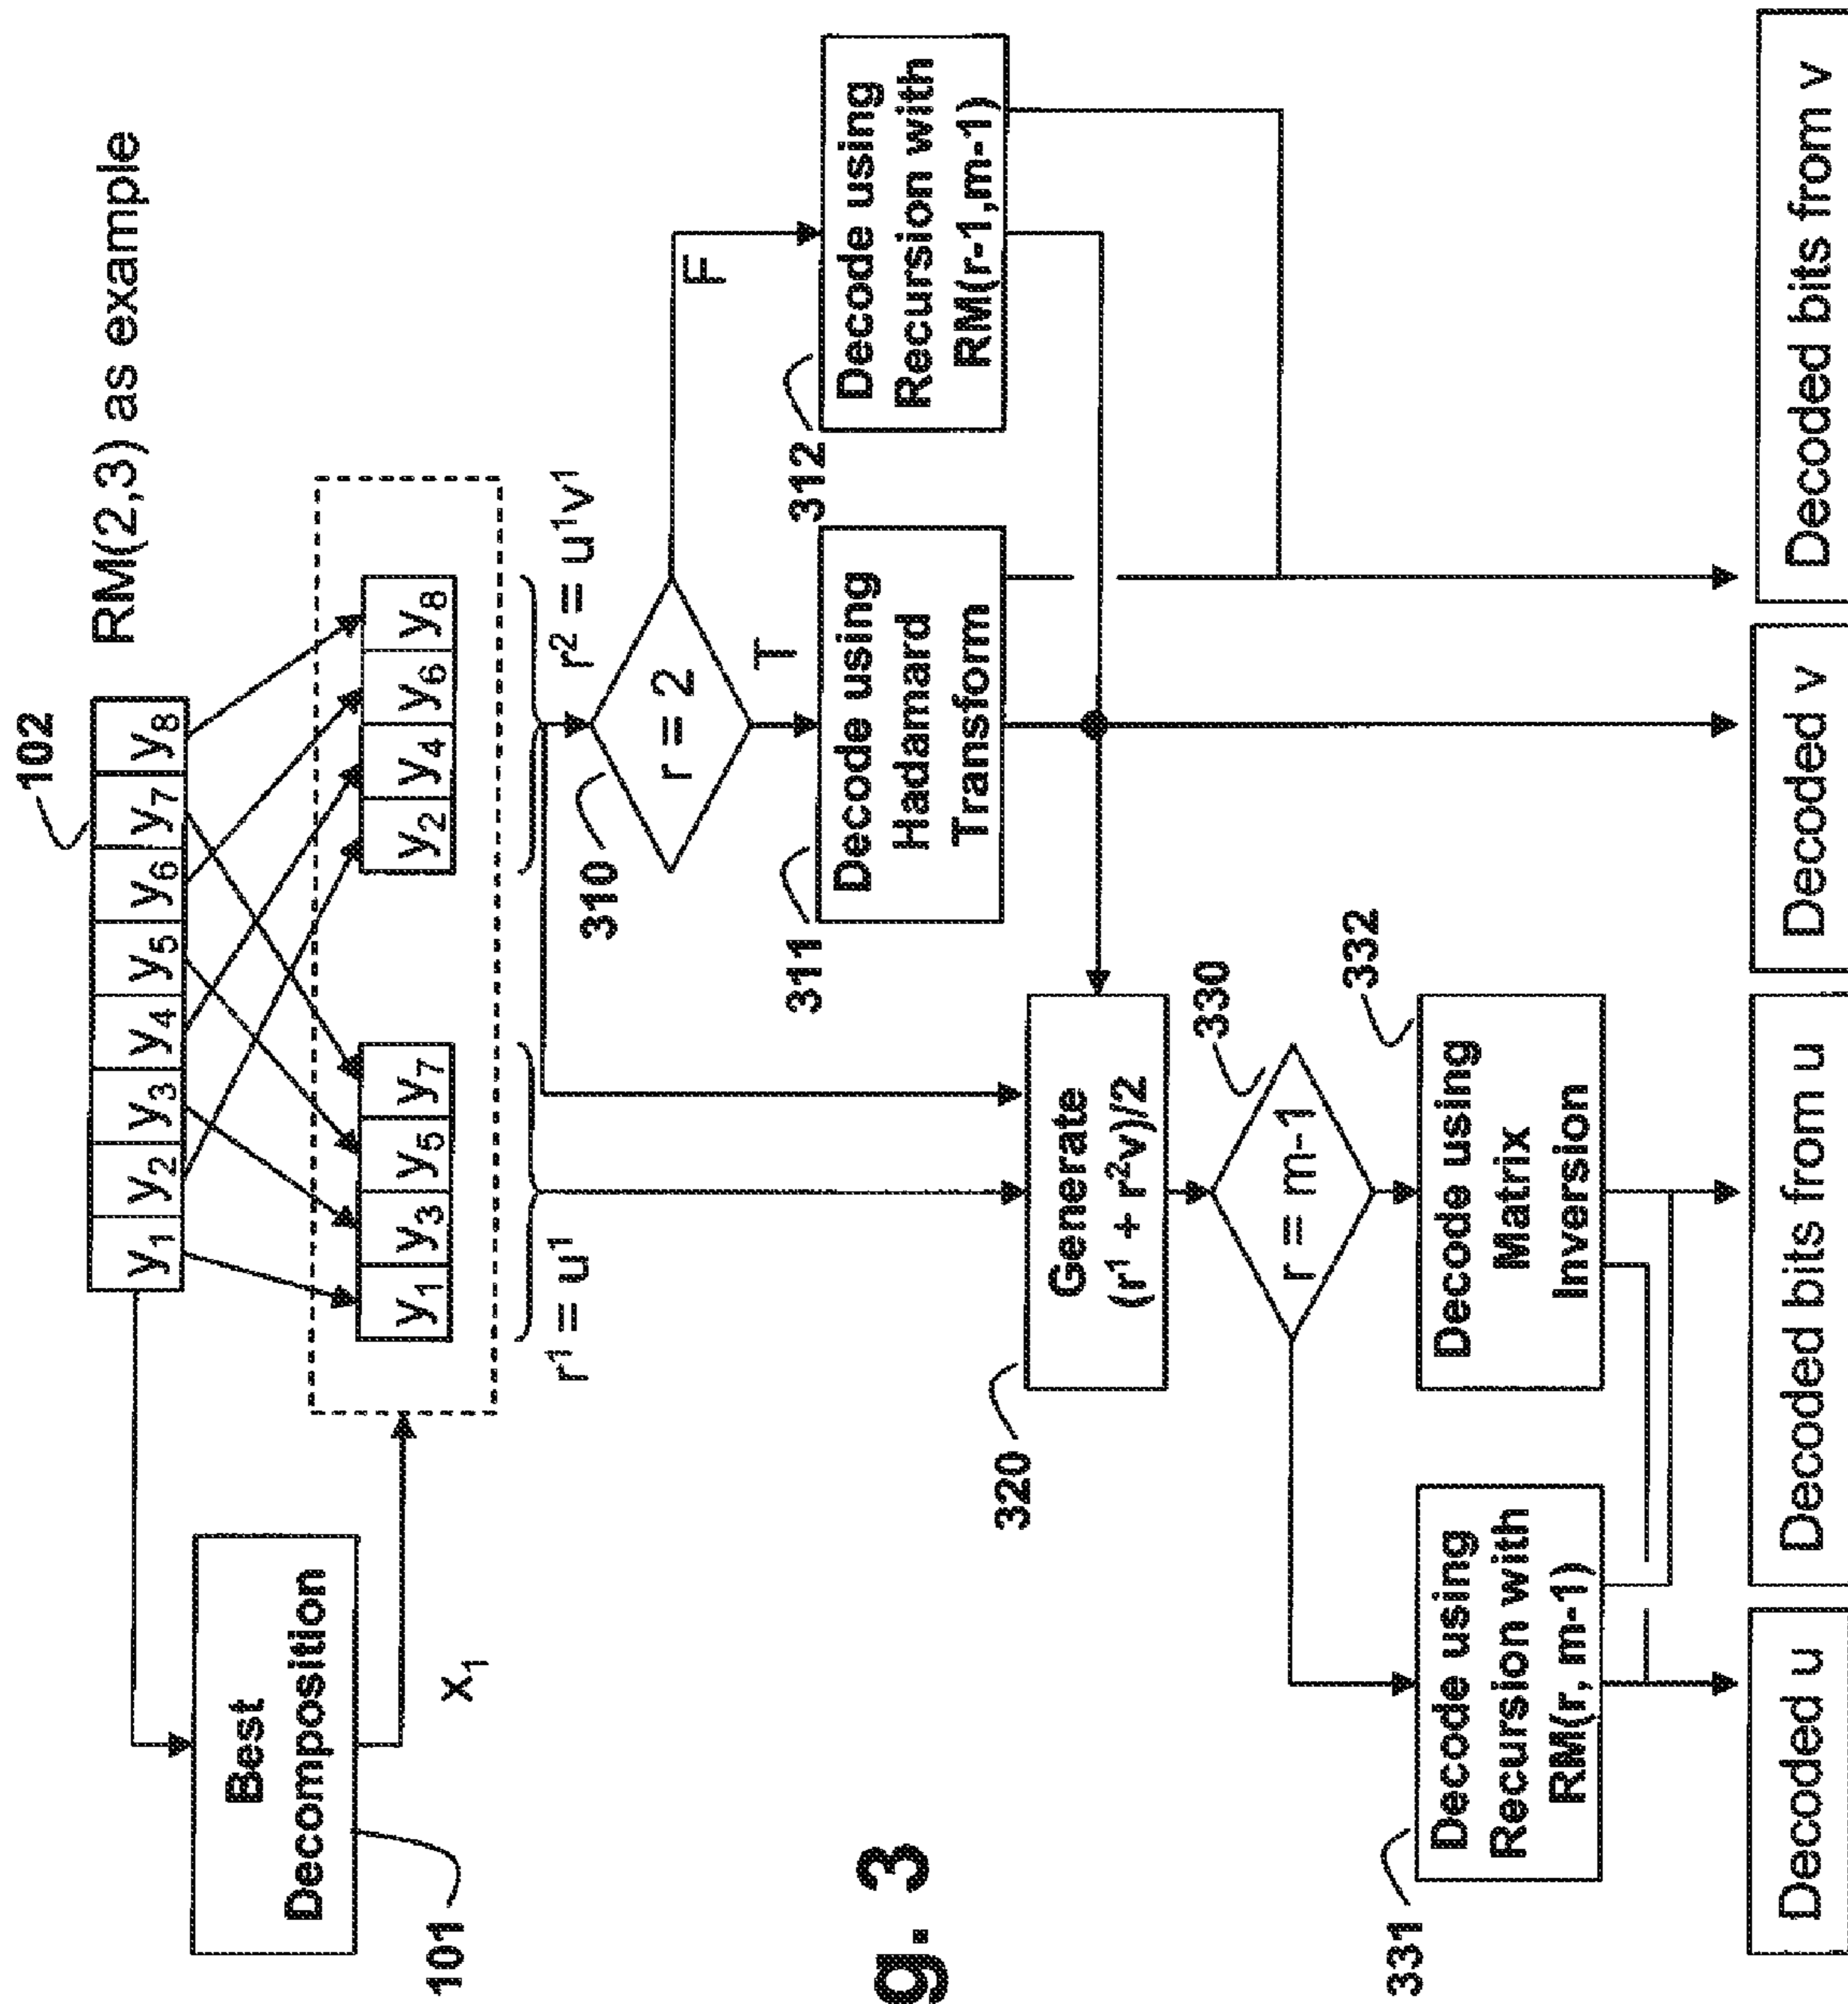 RM(2,3) as example
102
y1 y2 y3 y4 y5 y6 y7 y8
Best
Decomposition
101
x1
y1 y3 y5 y7
y2 y4 y6 y8
r¹ = u¹
r² = u¹v¹
310
r = 2
T
F
311
Decode using
Hadamard
Transform
312
Decode using
Recursion with
RM(r-1,m-1)
320
Generate
(r¹ + r²v)/2
330
r = m-1
331
Decode using
Recursion with
RM(r, m-1)
332
Decode using
Matrix
Inversion
Decoded u
Decoded bits from u
Decoded v
Decoded bits from v
g. 3